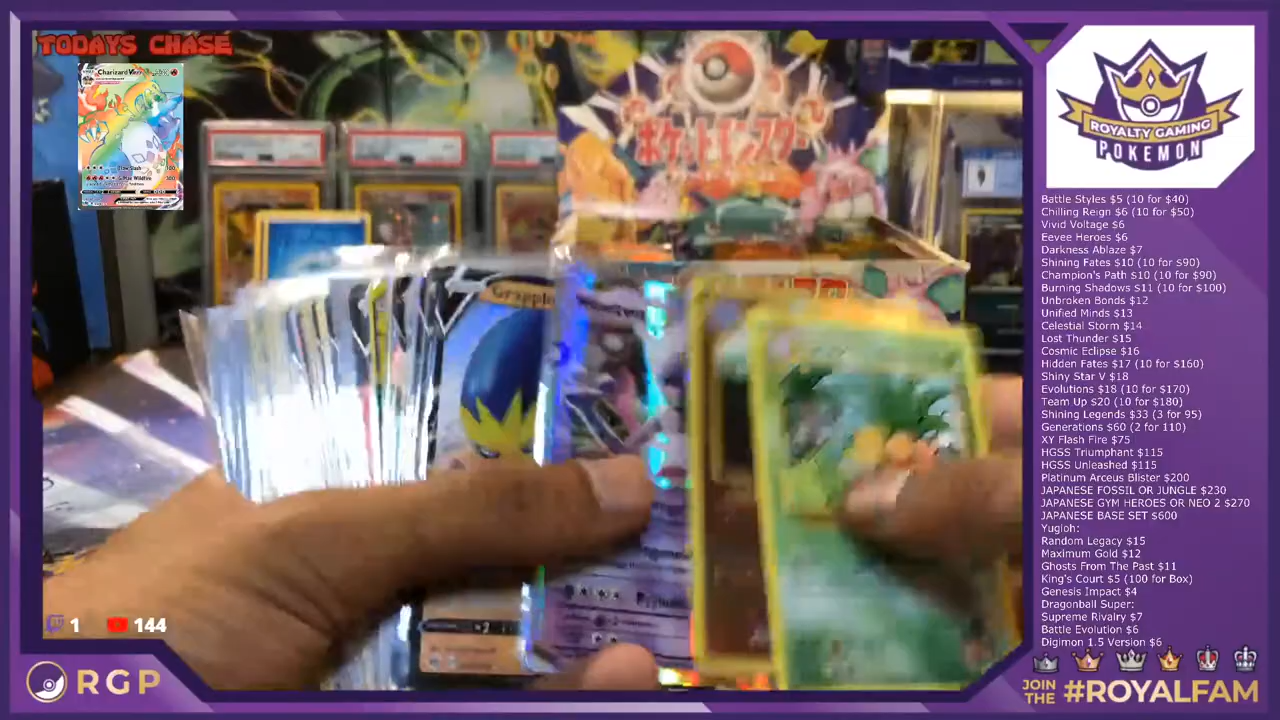 TODAYS CHASE
Charizard VMAX
Claw Slash 100
G-Max Wildfire 300
ポケットモンスター
Grapplo
ROYALTY GAMING
POKEMON
Battle Styles $5 (10 for $40)
Chilling Reign $6 (10 for $50)
Vivid Voltage $6
Eevee Heroes $6
Darkness Ablaze $7
Shining Fates $10 (10 for $90)
Champion's Path $10 (10 for $90)
Burning Shadows $11 (10 for $100)
Unbroken Bonds $12
Unified Minds $13
Celestial Storm $14
Lost Thunder $15
Cosmic Eclipse $16
Hidden Fates $17 (10 for $160)
Shiny Star V $18
Evolutions $18 (10 for $170)
Team Up $20 (10 for $180)
Shining Legends $33 (3 for 95)
Generations $60 (2 for 110)
XY Flash Fire $75
HGSS Triumphant $115
HGSS Unleashed $115
Platinum Arceus Blister $200
JAPANESE FOSSIL OR JUNGLE $230
JAPANESE GYM HEROES OR NEO 2 $270
JAPANESE BASE SET $600
Yugioh:
Random Legacy $15
Maximum Gold $12
Ghosts From The Past $11
King's Court $5 (100 for Box)
Genesis Impact $4
Dragonball Super:
Supreme Rivalry $7
Battle Evolution $6
Digimon 1.5 Version $6
1
144
RGP
JOIN THE #ROYALFAM